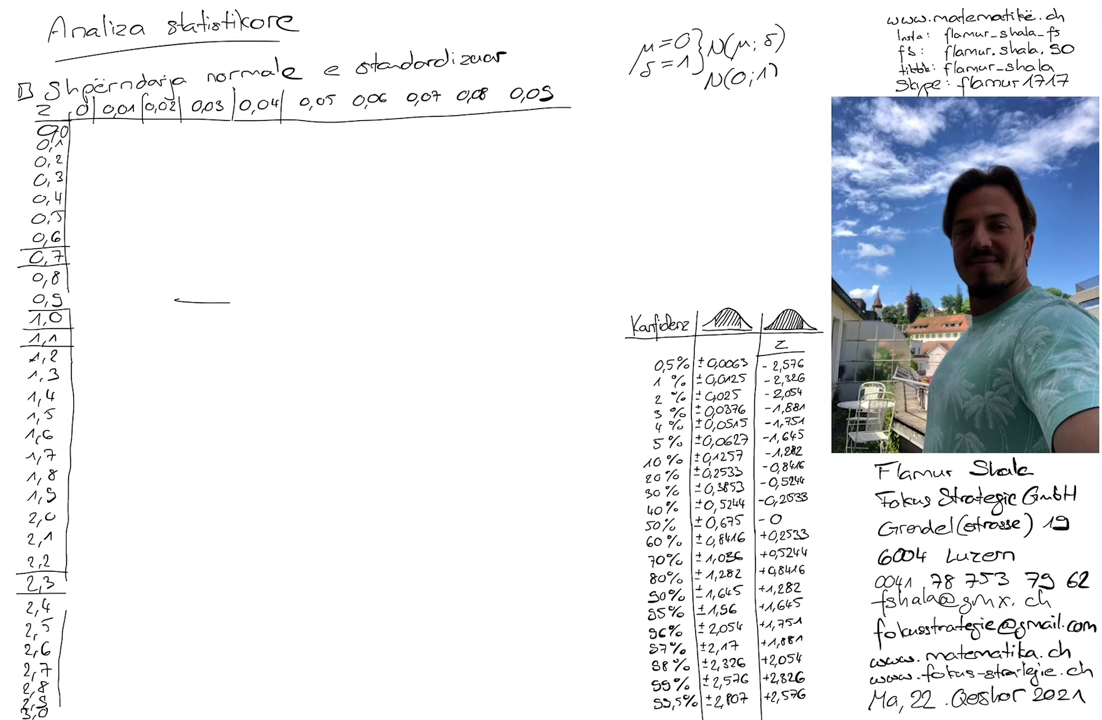 Analiza statistikore
1) Shpërndarja normale e standardizuar
z 0 0,01 0,02 0,03 0,04 0,05 0,06 0,07 0,08 0,09
0,0
0,1
0,2
0,3
0,4
0,5
0,6
0,7
0,8
0,9
1,0
1,1
1,2
1,3
1,4
1,5
1,6
1,7
1,8
1,9
2,0
2,1
2,2
2,3
2,4
2,5
2,6
2,7
2,8
2,9
3,0
μ=0 } N(μ; δ)
δ=1
N(0;1)
Konfidenz
z
0,5% ±0,0063 -2,576
1 % ±0,0125 -2,326
2 % ±0,025 -2,054
3 % ±0,0376 -1,881
4 % ±0,0515 -1,751
5 % ±0,0627 -1,645
10 % ±0,1257 -1,282
20 % ±0,2533 -0,8416
30 % ±0,3853 -0,5244
40 % ±0,5244 -0,2533
50% ±0,675 -0
60% ±0,8416 +0,2533
70% ±1,036 +0,5244
80% ±1,282 +0,8416
90% ±1,645 +1,282
95% ±1,96 +1,645
96% ±2,054 +1,751
97% ±2,17 +1,881
98% ±2,326 +2,054
99% ±2,576 +2,326
99,5% ±2,807 +2,576
www.matematikë.ch
Insta: flamur_shala_fs
fb: flamur.shala.50
tiktok: flamur_shala
Skype: flamur1717
Flamur Shala
Fokus Strategie GmbH
Grendel(strasse) 19
6004 Luzern
0041 78 753 79 62
fshala@gmx.ch
fokusstrategie@gmail.com
www.matematika.ch
www.fokus-strategie.ch
Ma, 22. Qershor 2021